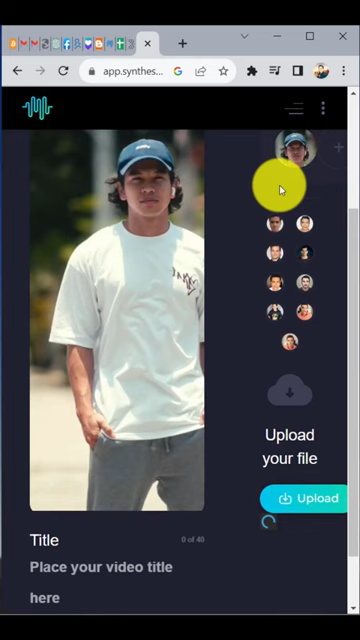 app.synthes
Upload
your file
Upload
Title
0 of 40
Place your video title
here